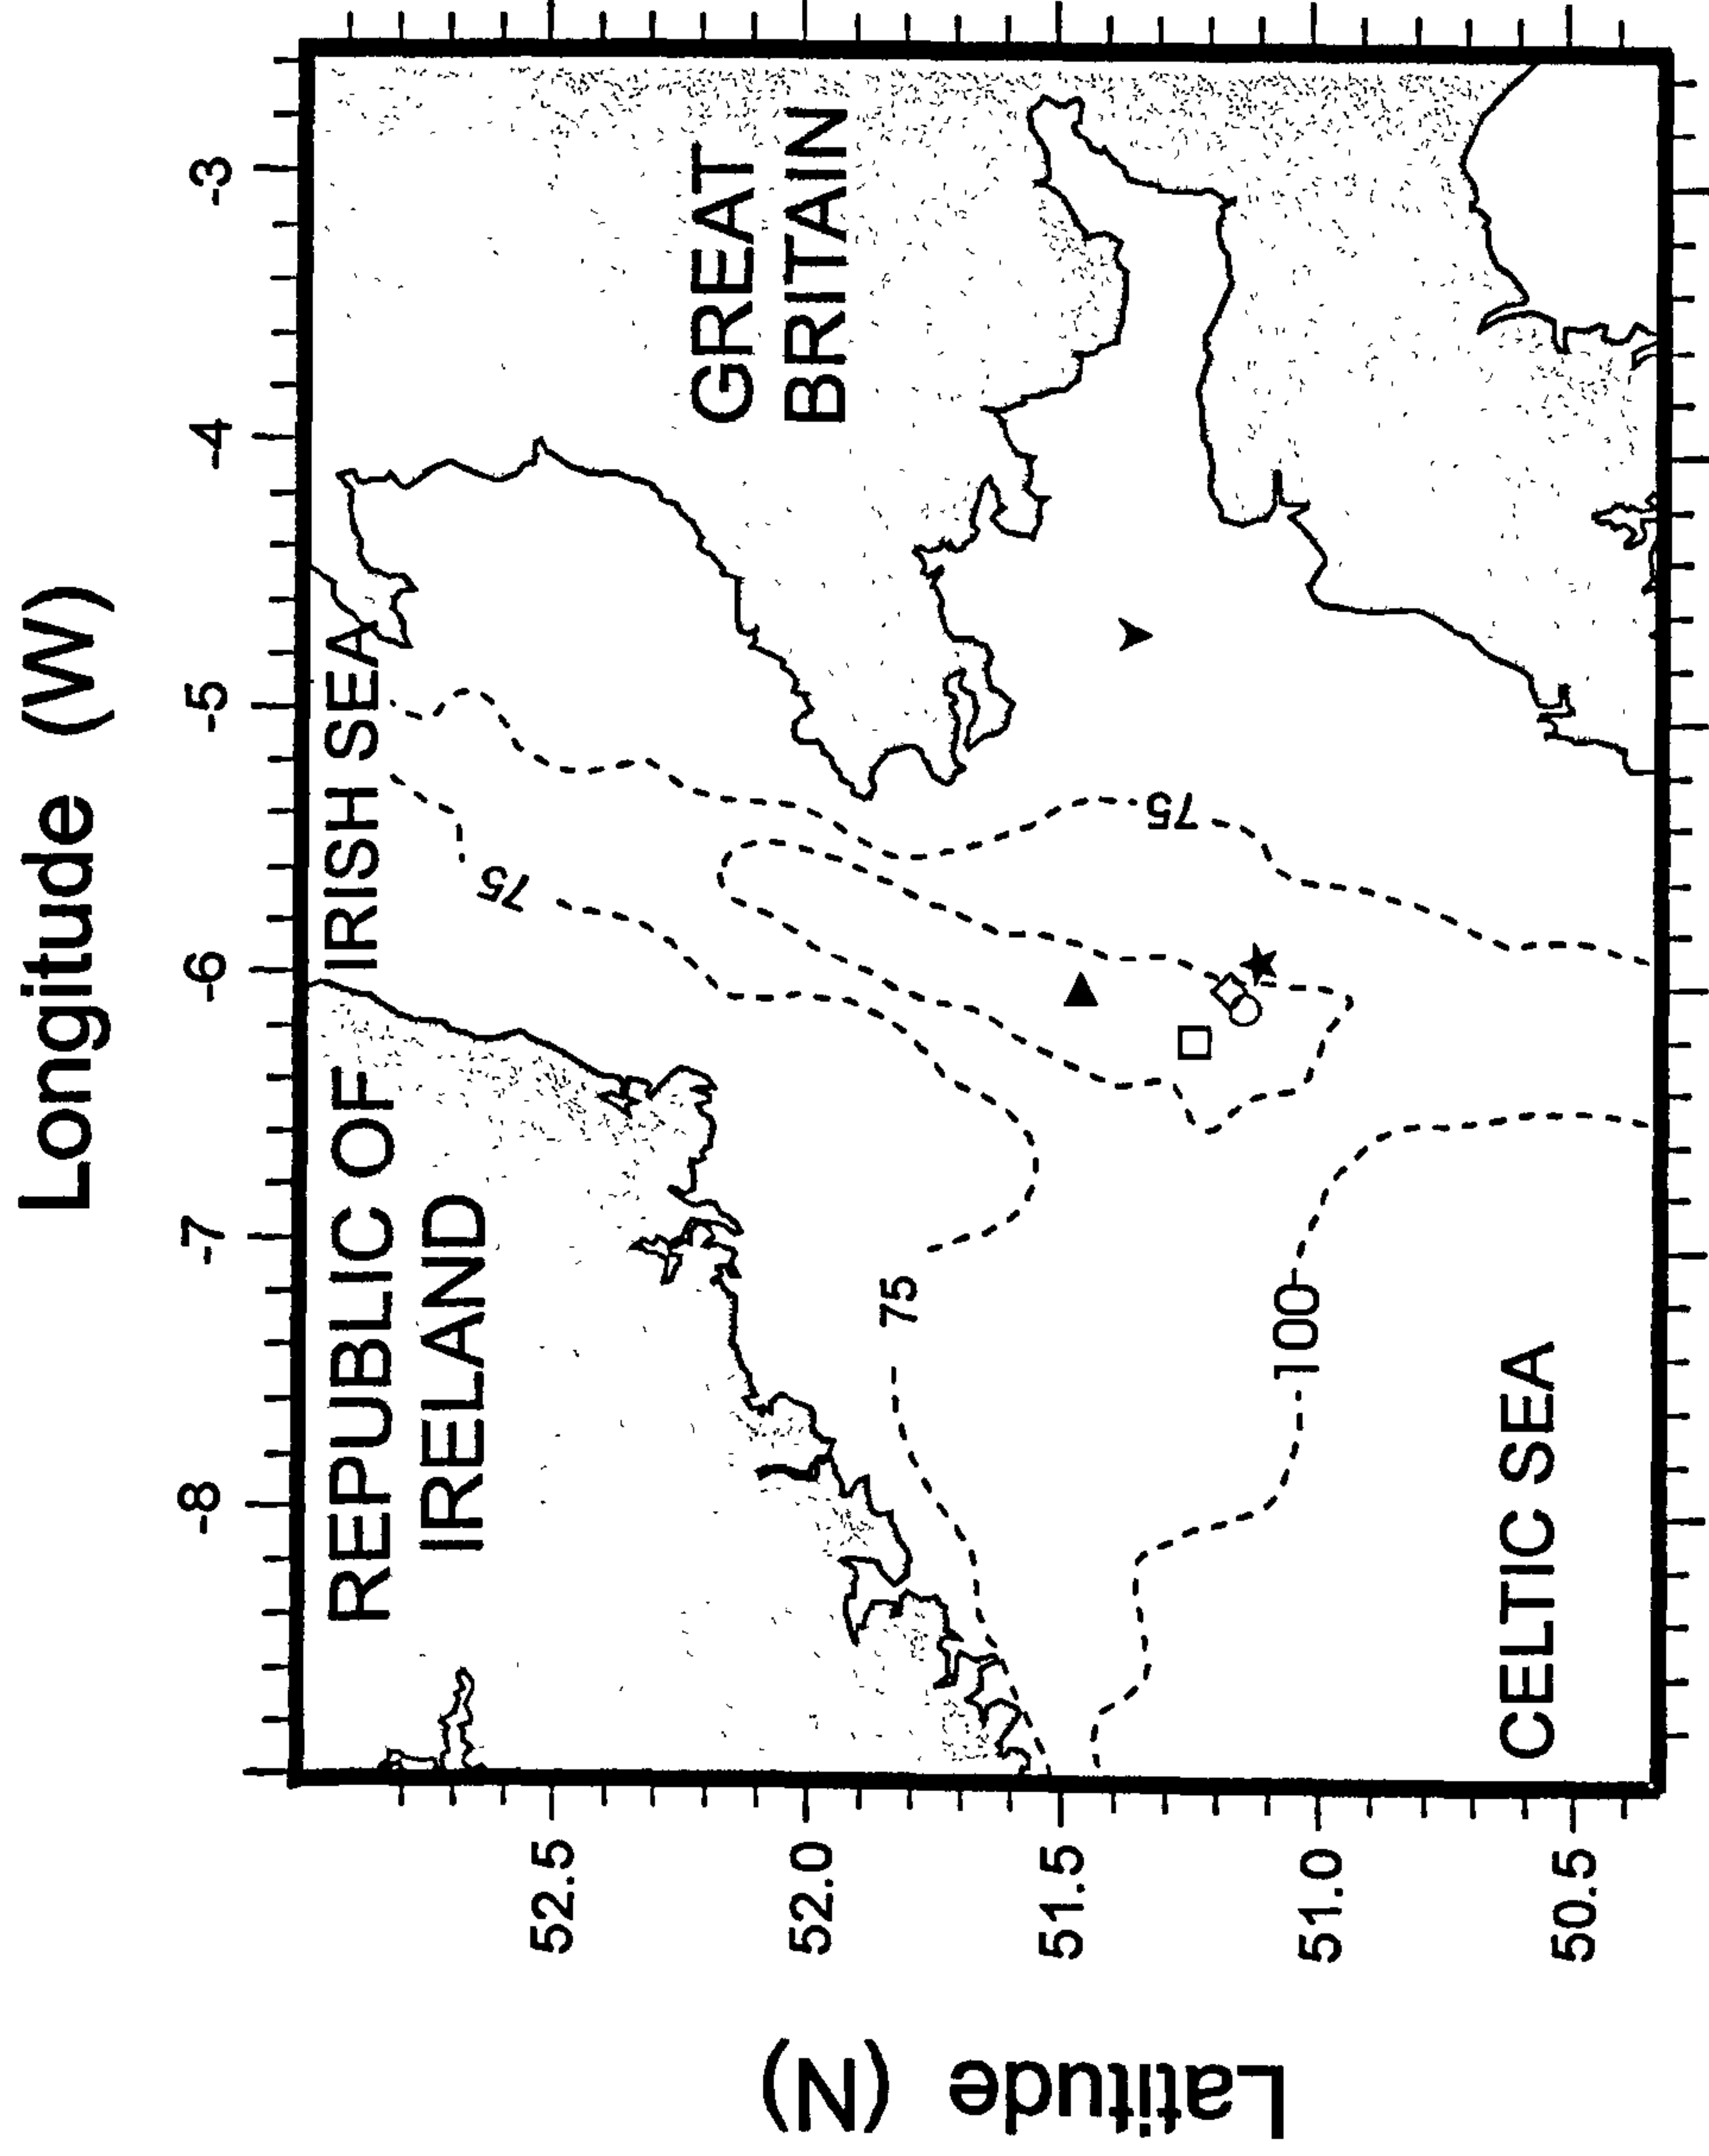 Longitude (W)
-8
-7
-6
-5
-4
-3
REPUBLIC OF
IRELAND
IRISH SEA
GREAT
BRITAIN
75
75
75
100
CELTIC SEA
Latitude (N)
52.5
52.0
51.5
51.0
50.5